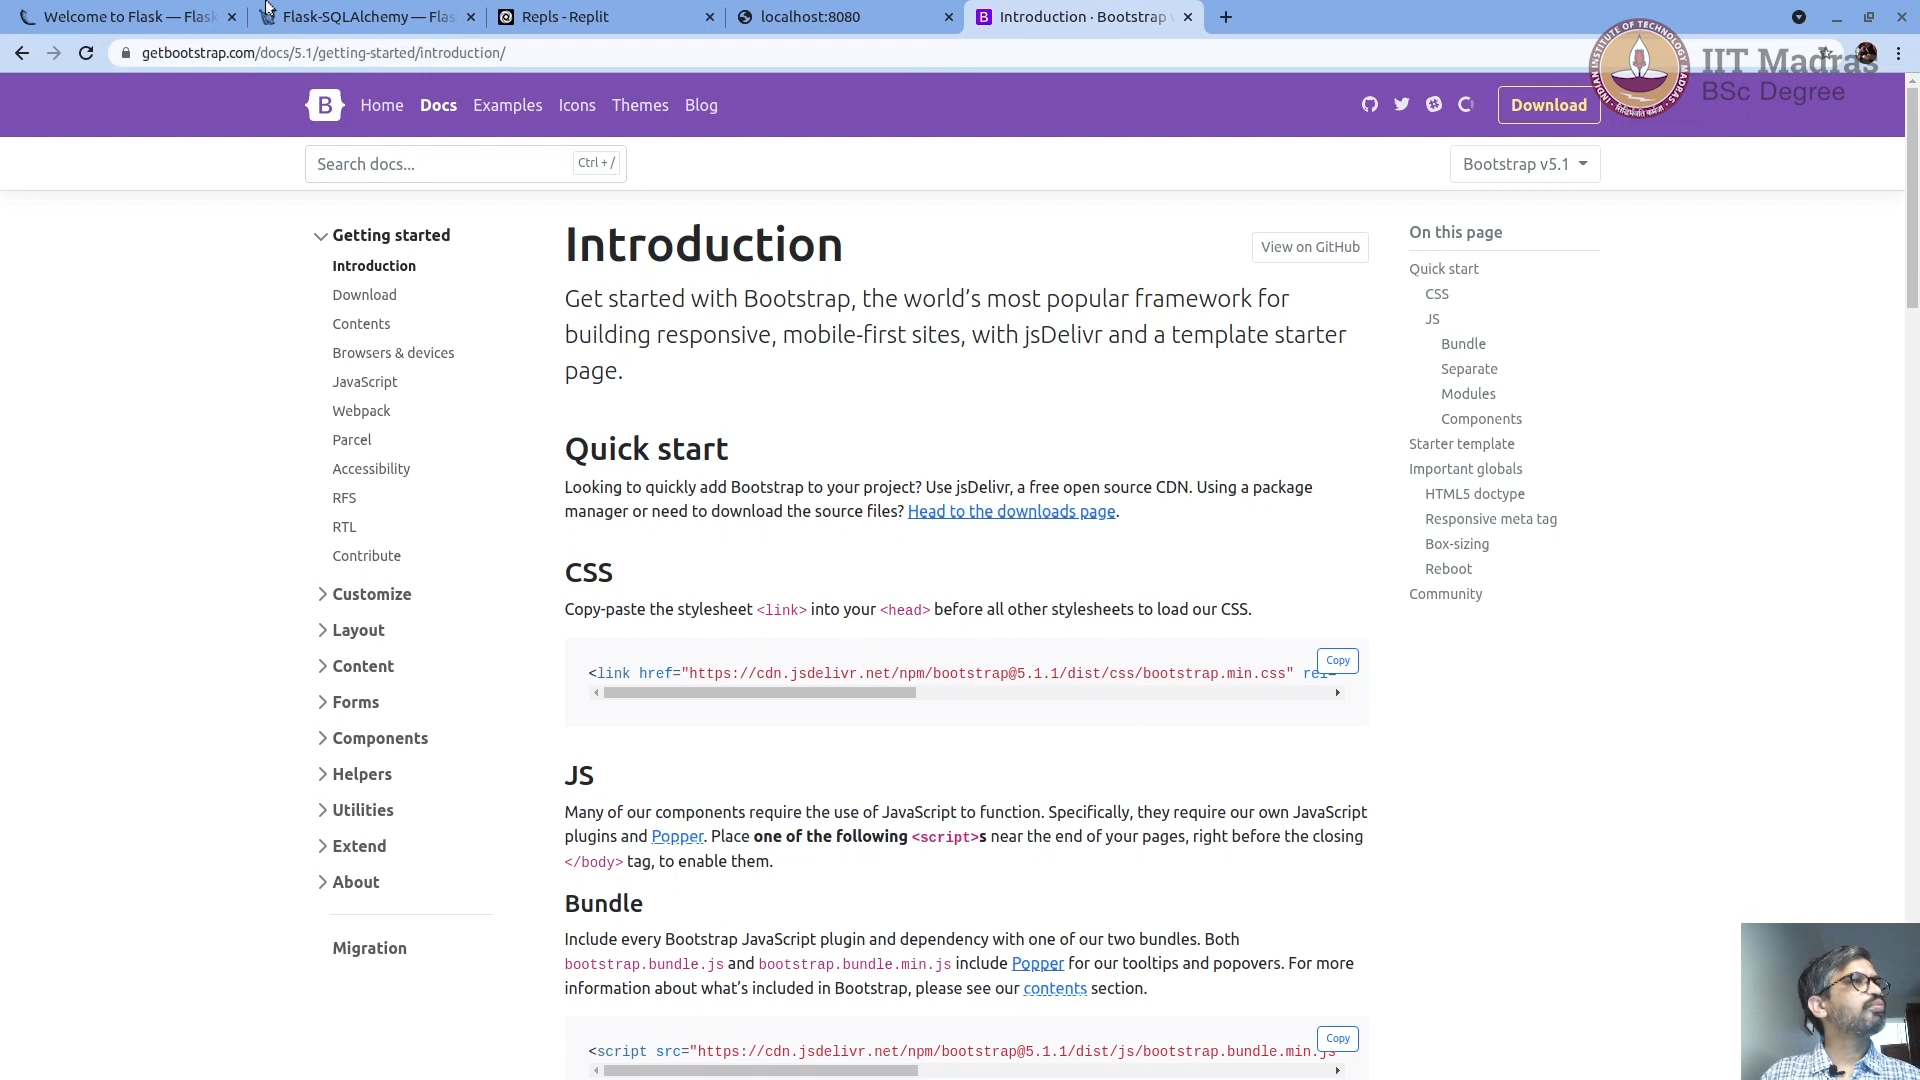 Welcome to Flask — Flask
Flask-SQLAlchemy — Flas
Repls - Replit
localhost:8080
Introduction · Bootstrap v
getbootstrap.com/docs/5.1/getting-started/introduction/
IIT Madras
BSc Degree
INDIAN INSTITUTE OF TECHNOLOGY MADRAS
B
Home
Docs
Examples
Icons
Themes
Blog
Download
Search docs...
Ctrl + /
Bootstrap v5.1
Getting started
Introduction
Download
Contents
Browsers & devices
JavaScript
Webpack
Parcel
Accessibility
RFS
RTL
Contribute
Customize
Layout
Content
Forms
Components
Helpers
Utilities
Extend
About
Migration
Introduction
View on GitHub
Get started with Bootstrap, the world’s most popular framework for
building responsive, mobile-first sites, with jsDelivr and a template starter
page.
Quick start
Looking to quickly add Bootstrap to your project? Use jsDelivr, a free open source CDN. Using a package
manager or need to download the source files? Head to the downloads page.
CSS
Copy-paste the stylesheet <link> into your <head> before all other stylesheets to load our CSS.
Copy
<link href="https://cdn.jsdelivr.net/npm/bootstrap@5.1.1/dist/css/bootstrap.min.css" rel=
JS
Many of our components require the use of JavaScript to function. Specifically, they require our own JavaScript
plugins and Popper. Place one of the following <script>s near the end of your pages, right before the closing
</body> tag, to enable them.
Bundle
Include every Bootstrap JavaScript plugin and dependency with one of our two bundles. Both
bootstrap.bundle.js and bootstrap.bundle.min.js include Popper for our tooltips and popovers. For more
information about what’s included in Bootstrap, please see our contents section.
Copy
<script src="https://cdn.jsdelivr.net/npm/bootstrap@5.1.1/dist/js/bootstrap.bundle.min.js
On this page
Quick start
CSS
JS
Bundle
Separate
Modules
Components
Starter template
Important globals
HTML5 doctype
Responsive meta tag
Box-sizing
Reboot
Community